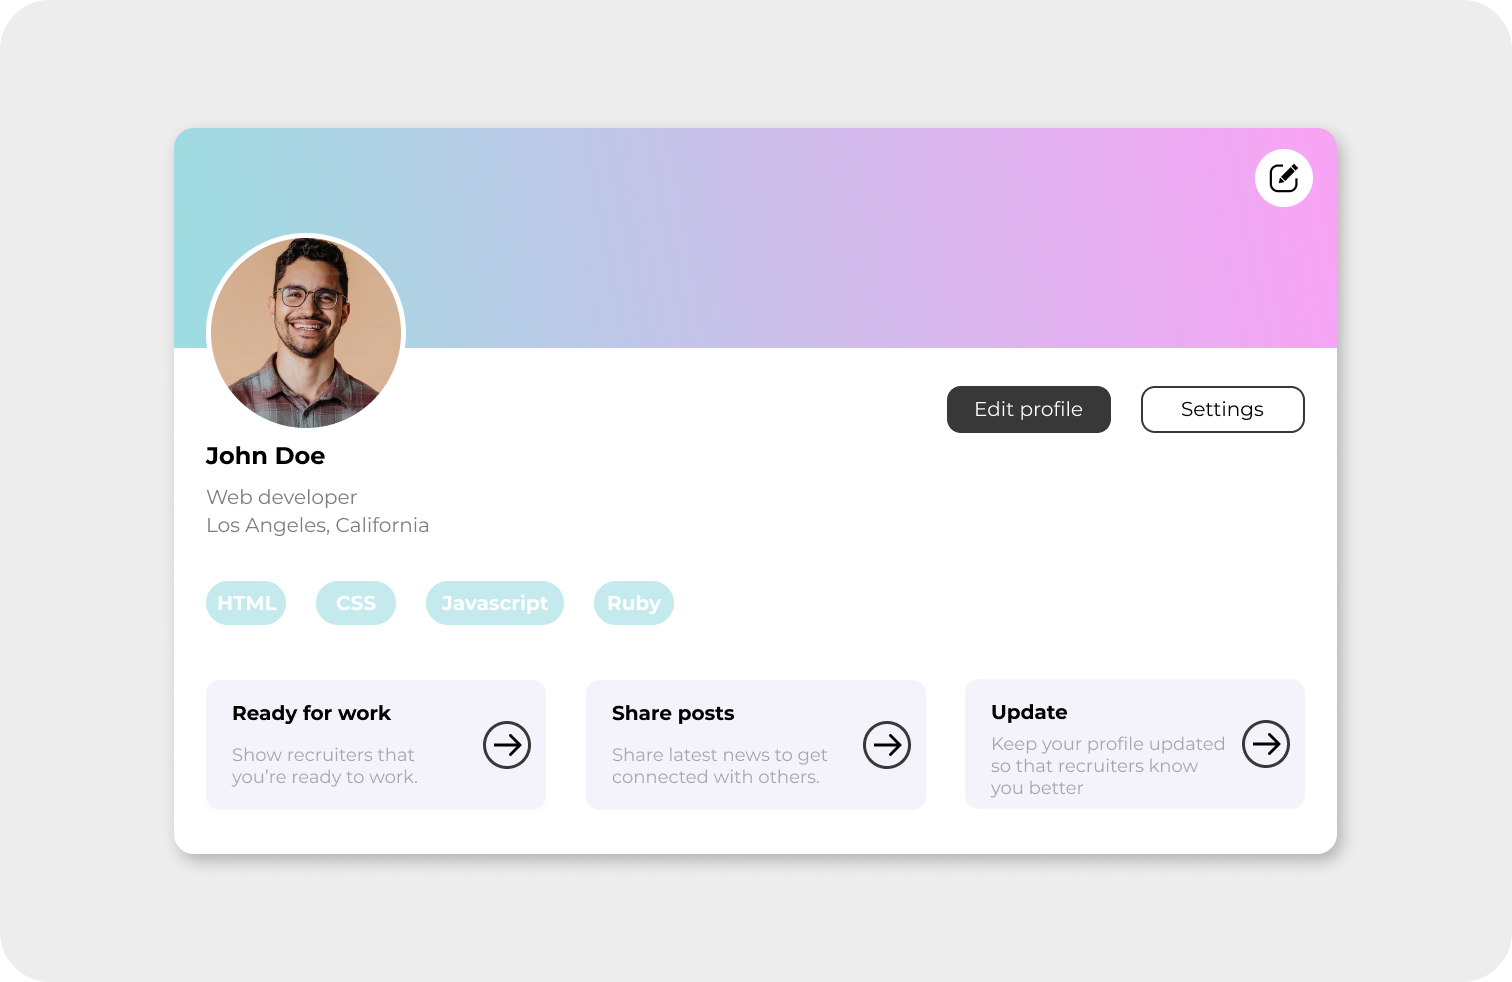 Edit profile
Settings
John Doe
Web developer
Los Angeles, California
HTML
CSS
Javascript
Ruby
Ready for work
Show recruiters that
you’re ready to work.
Share posts
Share latest news to get
connected with others.
Update
Keep your profile updated
so that recruiters know
you better